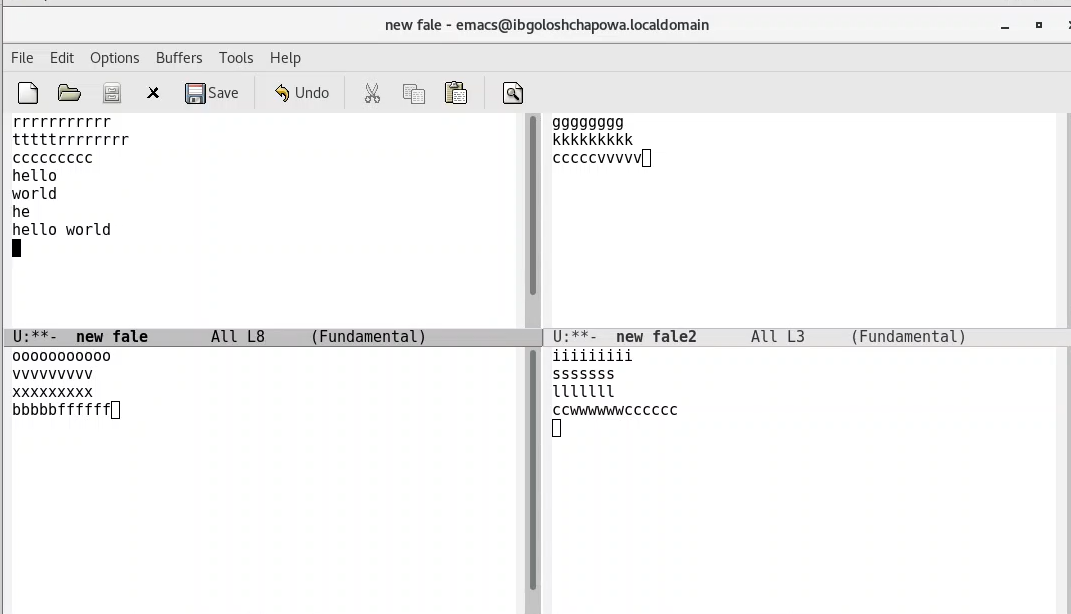 new fale - emacs@ibgoloshchapowa.localdomain
File Edit Options Buffers Tools Help
Save Undo
rrrrrrrrrrr
tttttrrrrrrrr
ccccccccc
hello
world
he
hello world
U:**- new fale All L8 (Fundamental)
gggggggg
kkkkkkkkk
cccccvvvvv
U:**- new fale2 All L3 (Fundamental)
ooooooooooo
vvvvvvvvv
xxxxxxxxx
bbbbbffffff
iiiiiiiii
sssssss
lllllll
ccwwwwwwcccccc